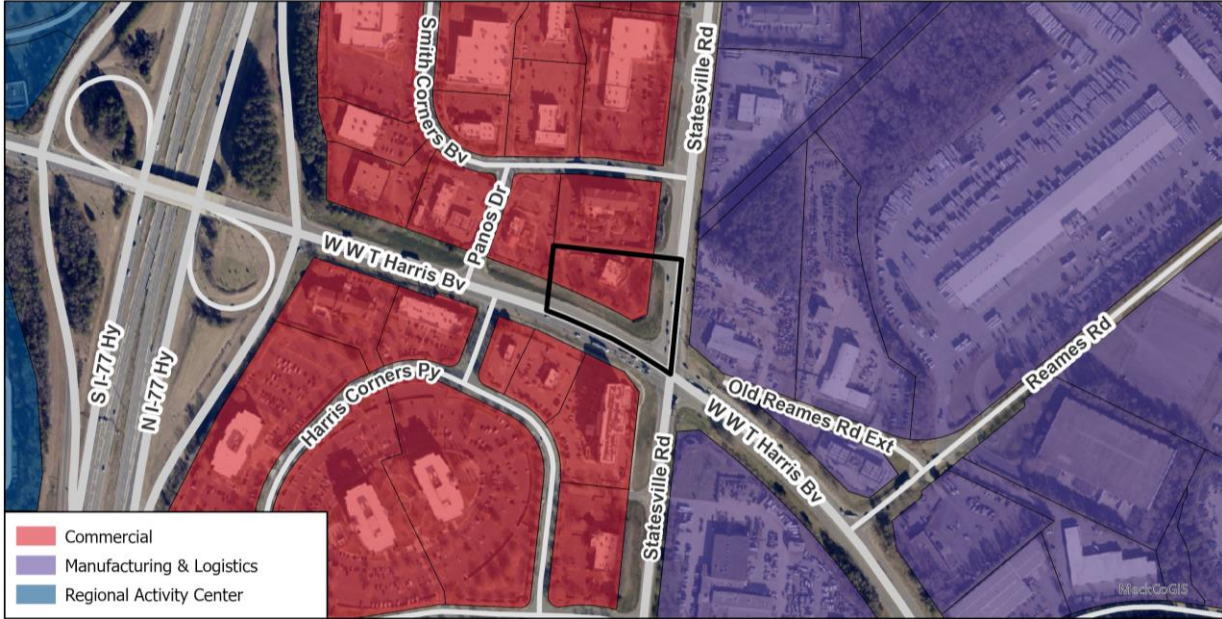 Smith Corners Bv
Statesville Rd
Panos Dr
W W T Harris Bv
S I-77 Hy
N I-77 Hy
Harris Corners Py
Reames Rd
Old Reames Rd Ext
W W T Harris Bv
Statesville Rd
Commercial
Manufacturing & Logistics
Regional Activity Center
MeckCoGIS